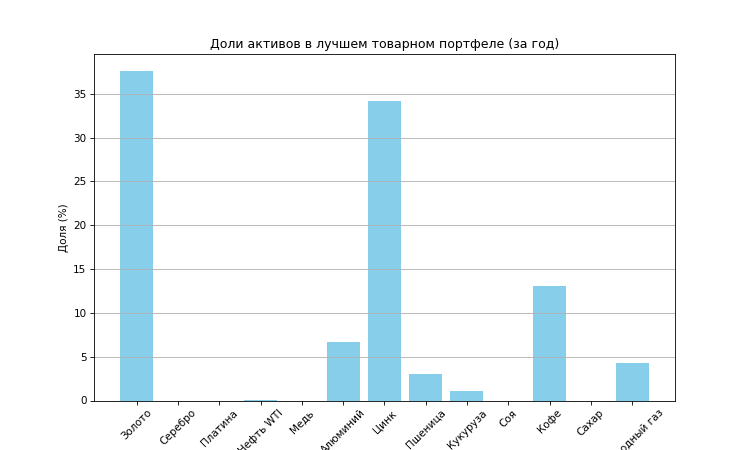 Доли активов в лучшем товарном портфеле (за год)
Доля (%)
35
30
25
20
15
10
5
0
Золото
Серебро
Платина
Нефть WTI
Медь
Алюминий
Цинк
Пшеница
Кукуруза
Соя
Кофе
Сахар
одный газ